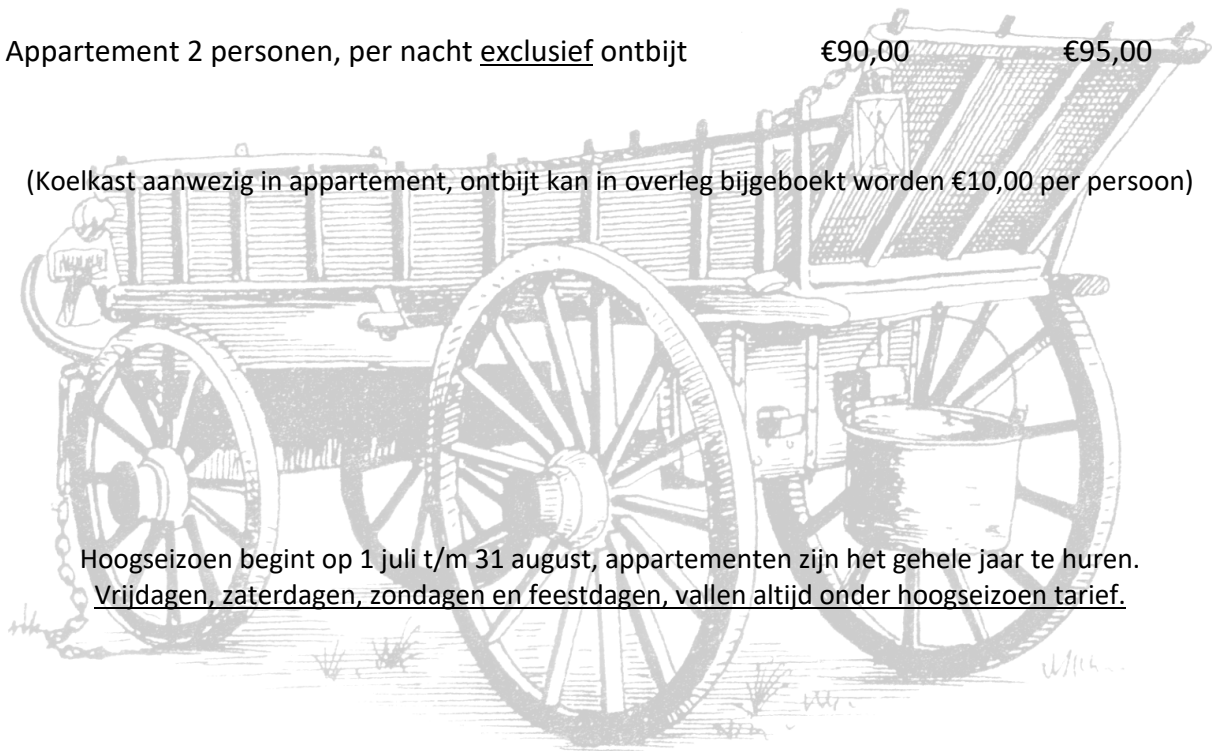 Appartement 2 personen, per nacht exclusief ontbijt €90,00 €95,00
(Koelkast aanwezig in appartement, ontbijt kan in overleg bijgeboekt worden €10,00 per persoon)
Hoogseizoen begint op 1 juli t/m 31 august, appartementen zijn het gehele jaar te huren.
Vrijdagen, zaterdagen, zondagen en feestdagen, vallen altijd onder hoogseizoen tarief.